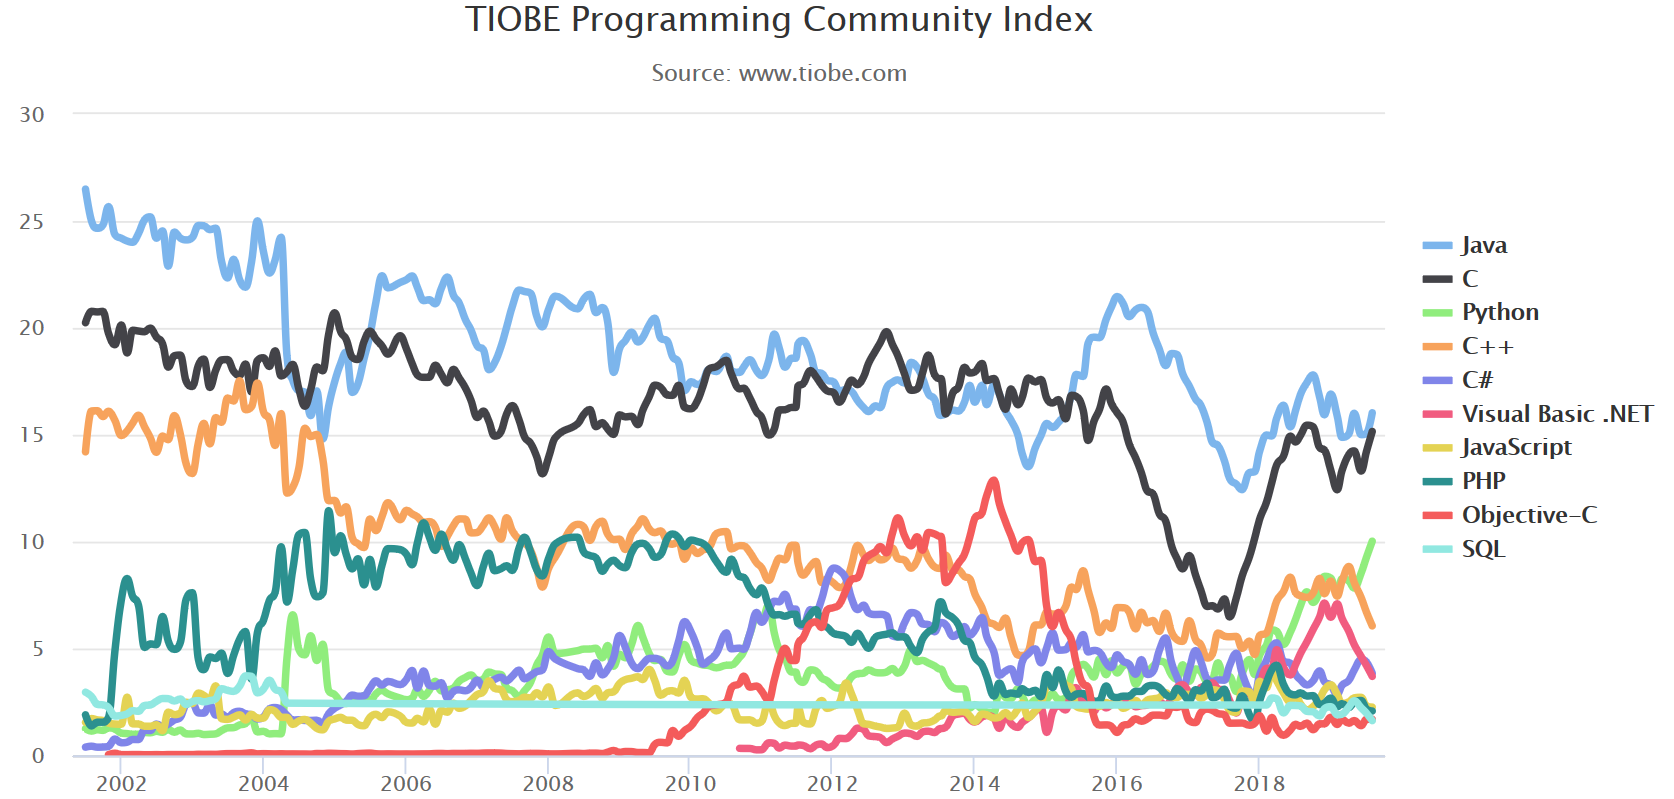 TIOBE Programming Community Index
Source: www.tiobe.com
30
25
20
15
10
5
0
2002 2004 2006 2008 2010 2012 2014 2016 2018
Java
C
Python
C++
C#
Visual Basic .NET
JavaScript
PHP
Objective-C
SQL